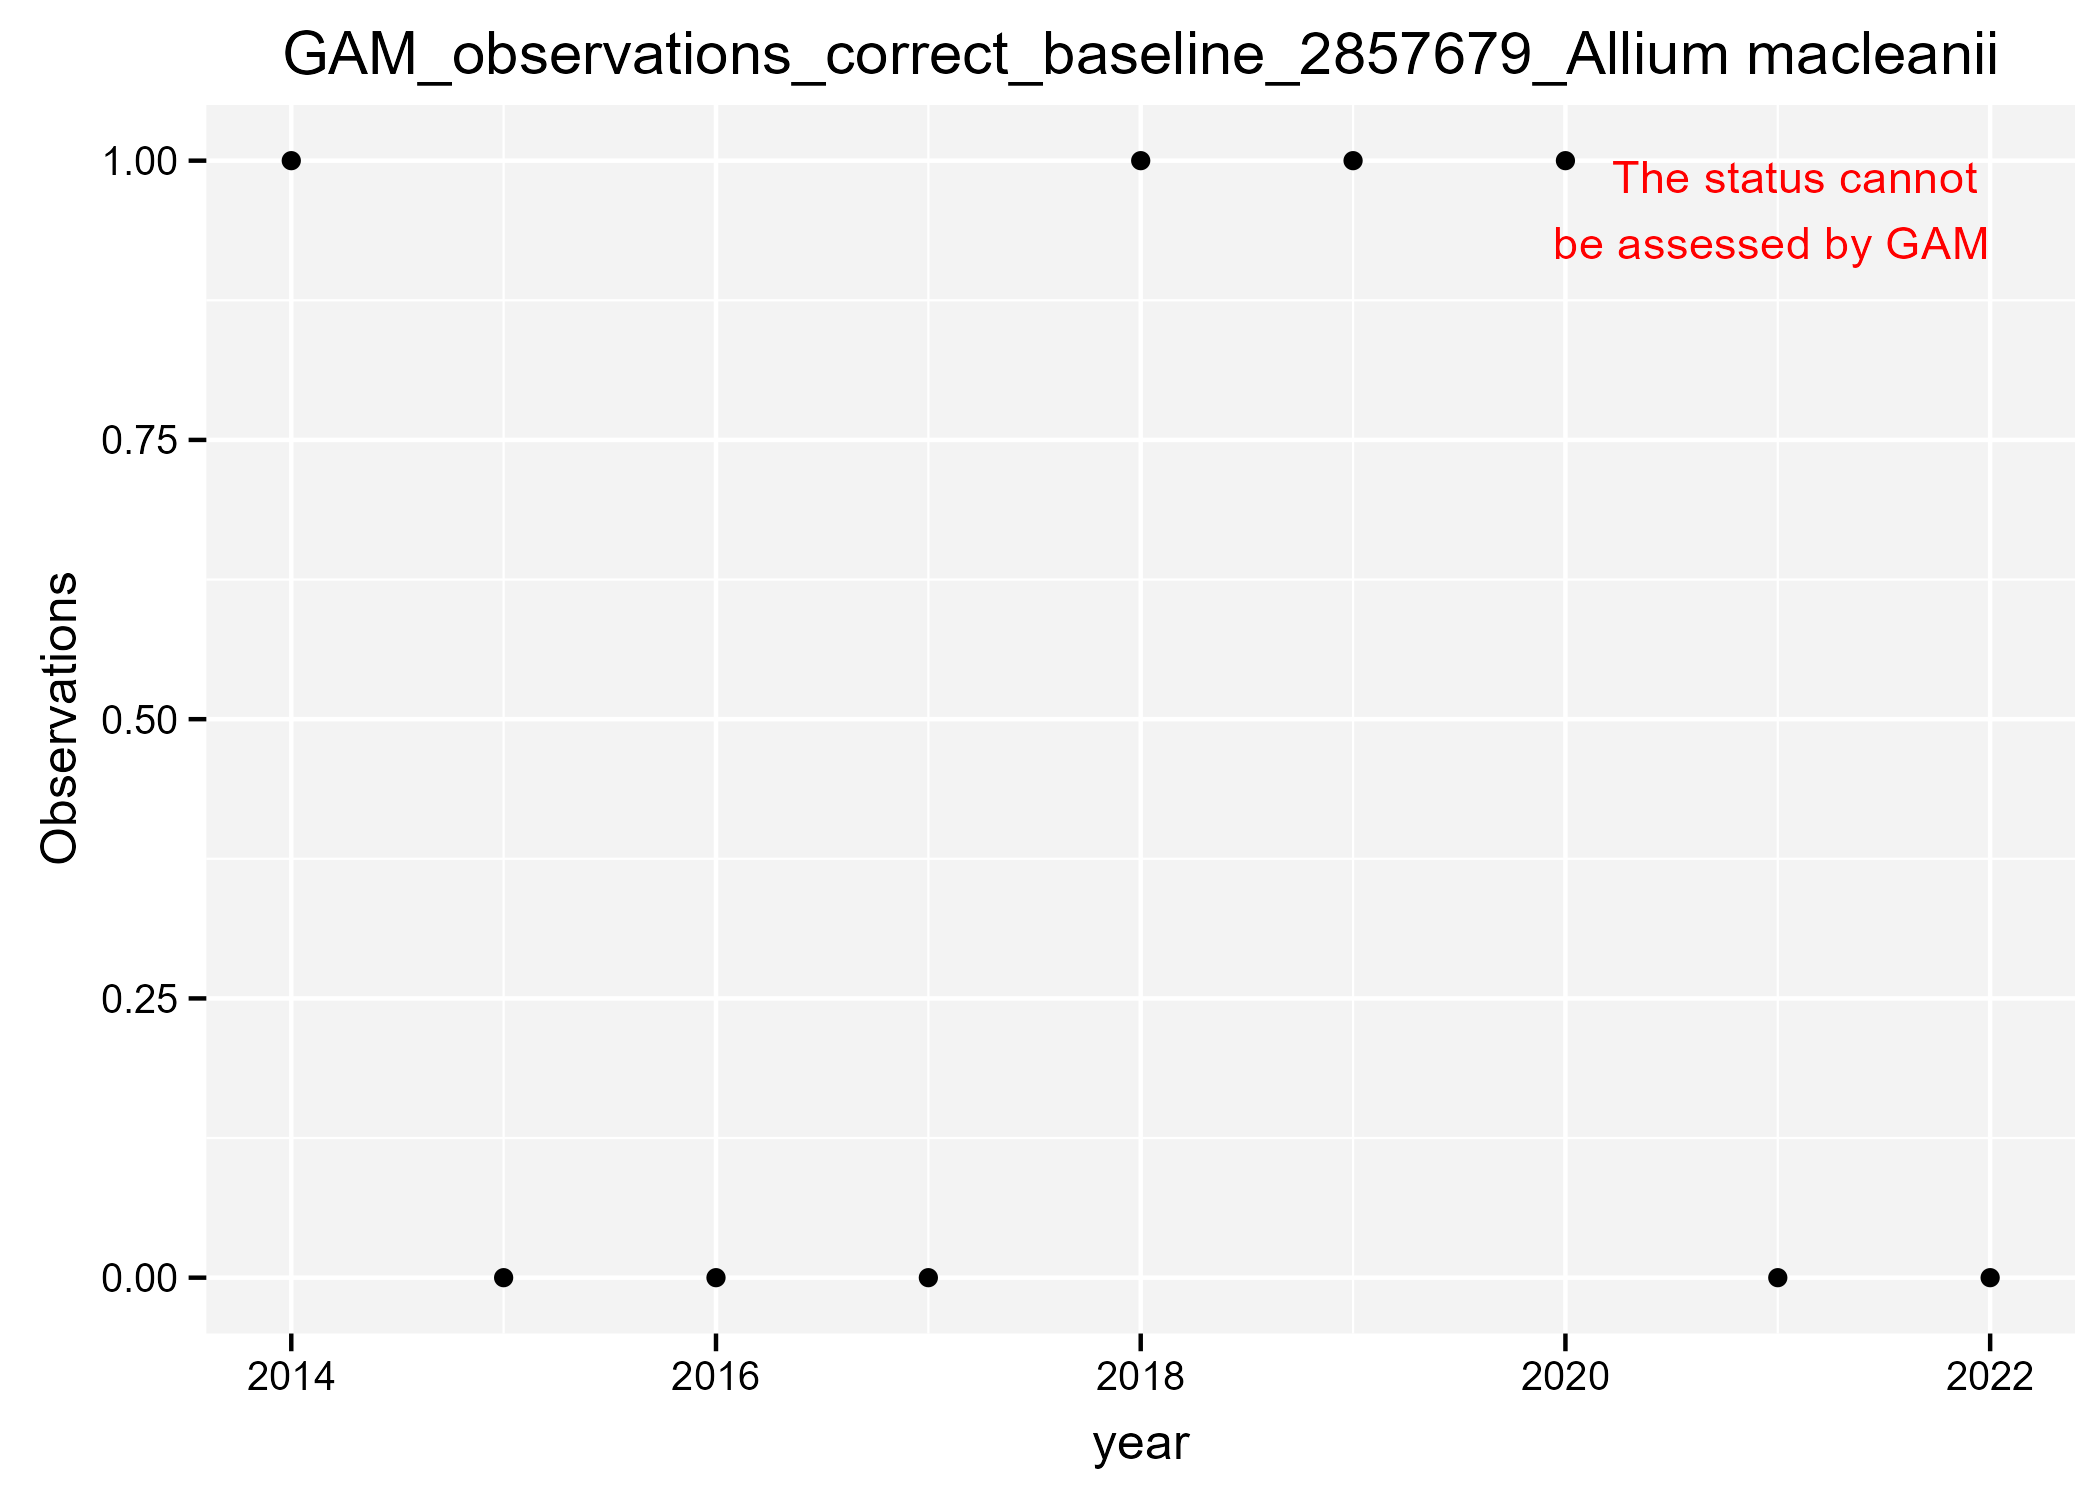 GAM_observations_correct_baseline_2857679_Allium macleanii
1.00
The status cannot
be assessed by GAM
0.75
Observations
0.50
0.25
0.00
2014 2016 2018 2020 2022
year